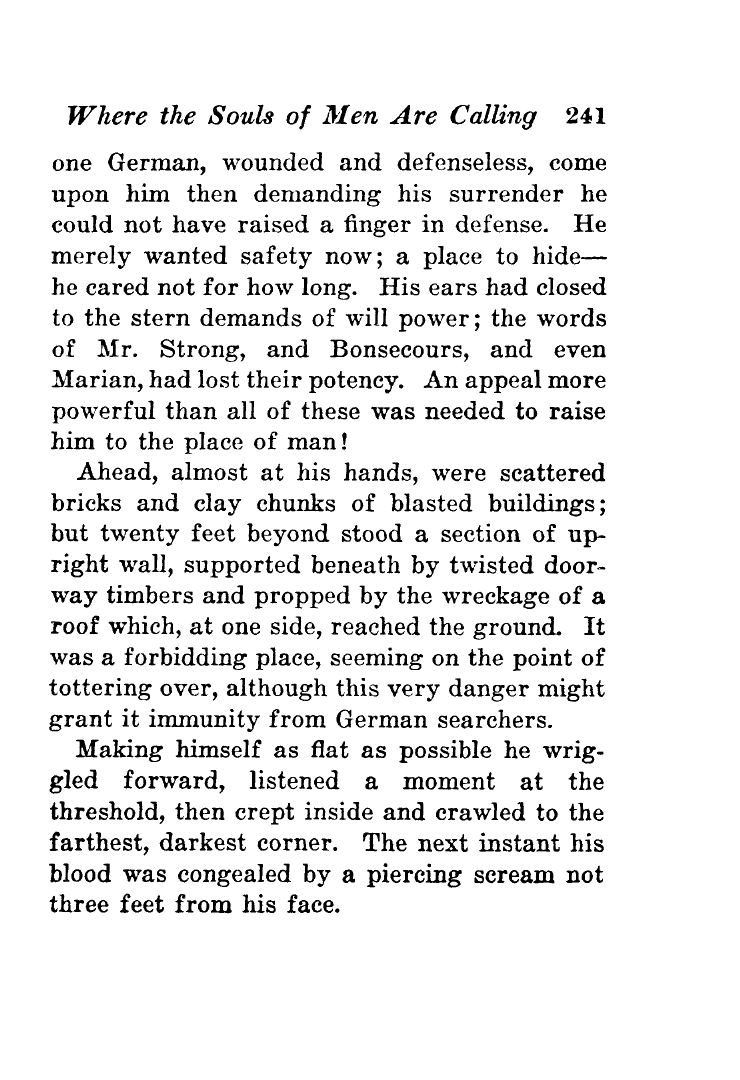 Where the Souls of Men Are Calling 241
one German, wounded and defenseless, come
upon him then demanding his surrender he
could not have raised a finger in defense. He
merely wanted safety now; a place to hide—
he cared not for how long. His ears had closed
to the stern demands of will power; the words
of Mr. Strong, and Bonsecours, and even
Marian, had lost their potency. An appeal more
powerful than all of these was needed to raise
him to the place of man!
Ahead, almost at his hands, were scattered
bricks and clay chunks of blasted buildings;
but twenty feet beyond stood a section of up-
right wall, supported beneath by twisted door-
way timbers and propped by the wreckage of a
roof which, at one side, reached the ground. It
was a forbidding place, seeming on the point of
tottering over, although this very danger might
grant it immunity from German searchers.
Making himself as flat as possible he wrig-
gled forward, listened a moment at the
threshold, then crept inside and crawled to the
farthest, darkest corner. The next instant his
blood was congealed by a piercing scream not
three feet from his face.